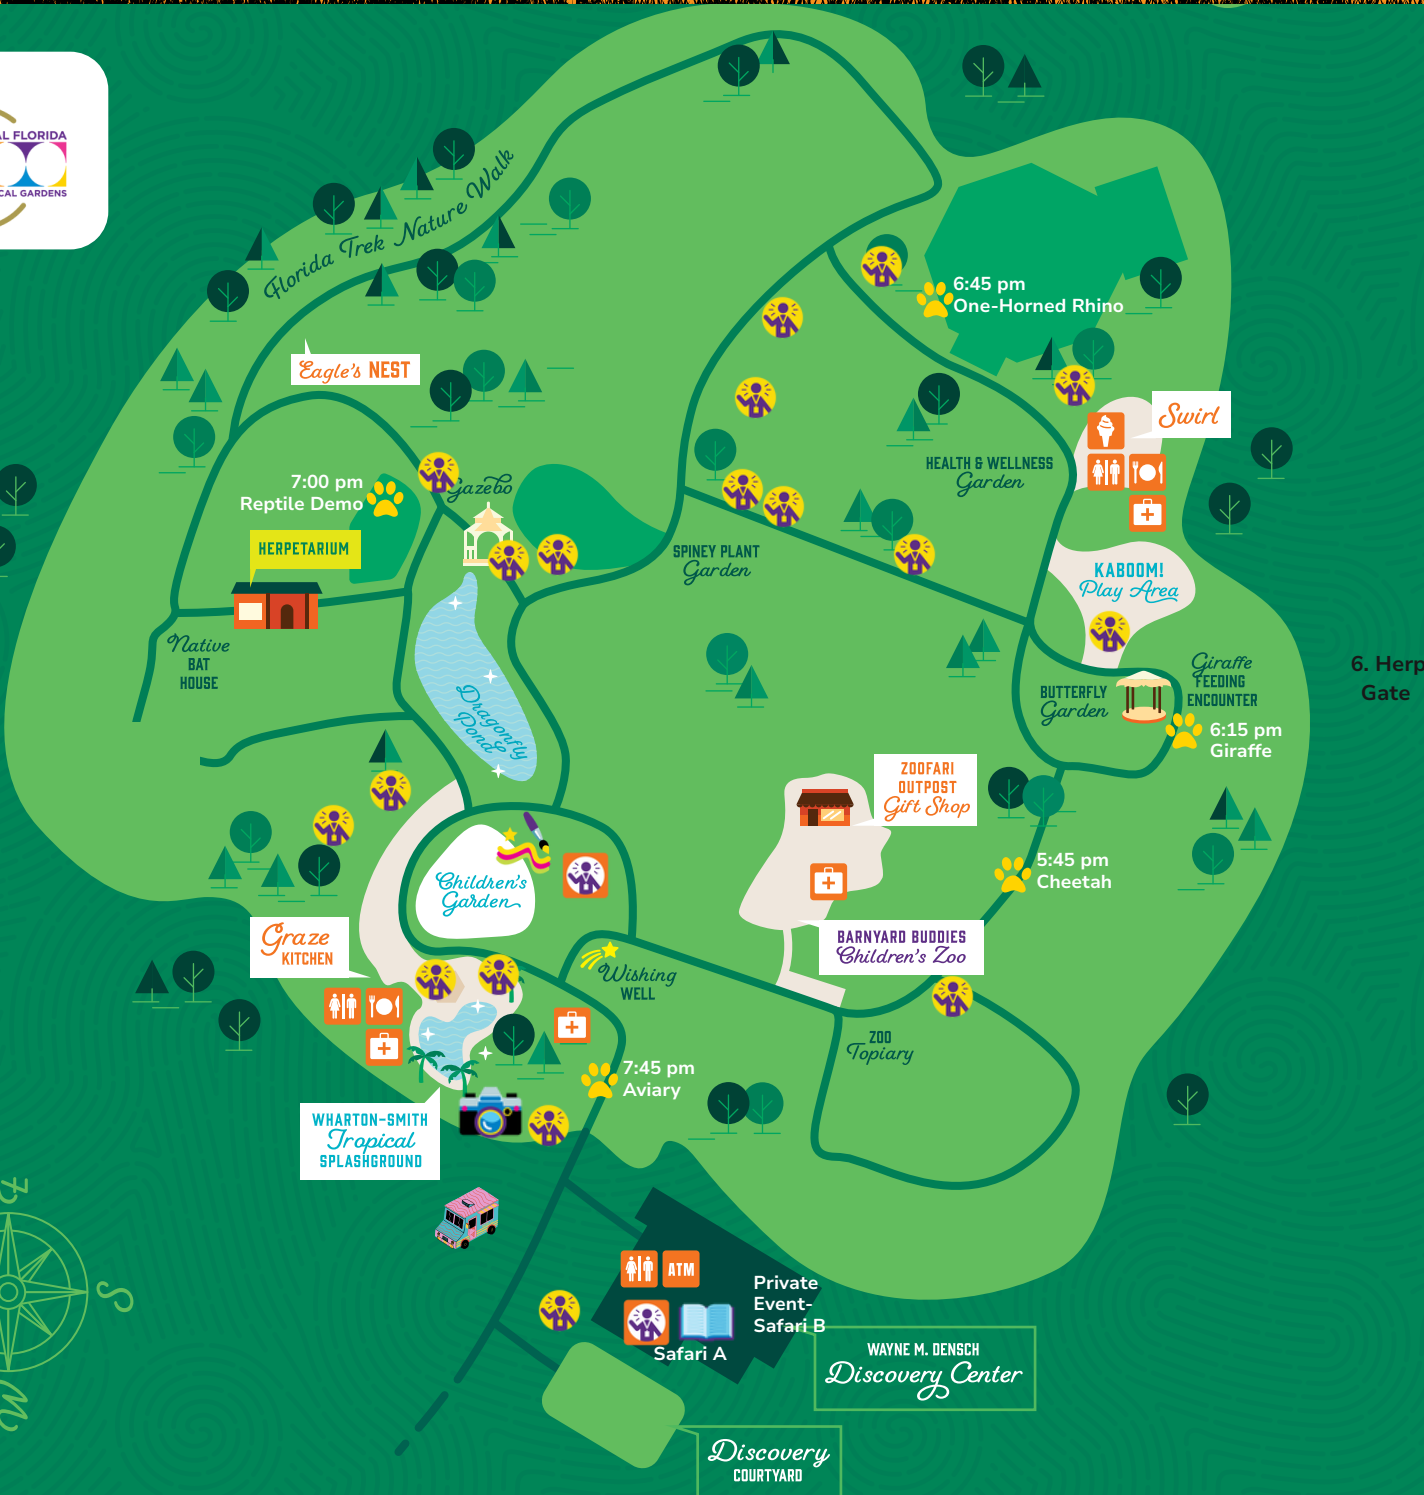 AL FLORIDA
CAL GARDENS
Florida Trek Nature Walk
6:45 pm
One-Horned Rhino
Eagle's NEST
Swirl
HEALTH & WELLNESS
Garden
7:00 pm
Reptile Demo
Gazebo
HERPETARIUM
SPINEY PLANT
Garden
KABOOM!
Play Area
Native
BAT
HOUSE
Giraffe
FEEDING
ENCOUNTER
BUTTERFLY
Garden
6. Herp
Gate
Dragonfly
Pond
6:15 pm
Giraffe
ZOOFARI
OUTPOST
Gift Shop
5:45 pm
Cheetah
Children's
Garden
Graze
KITCHEN
BARNYARD BUDDIES
Children's Zoo
Wishing
WELL
ZOO
Topiary
7:45 pm
Aviary
WHARTON-SMITH
Tropical
SPLASHGROUND
S
W
ATM
Private
Event-
Safari B
Safari A
WAYNE M. DENSCH
Discovery Center
Discovery
COURTYARD